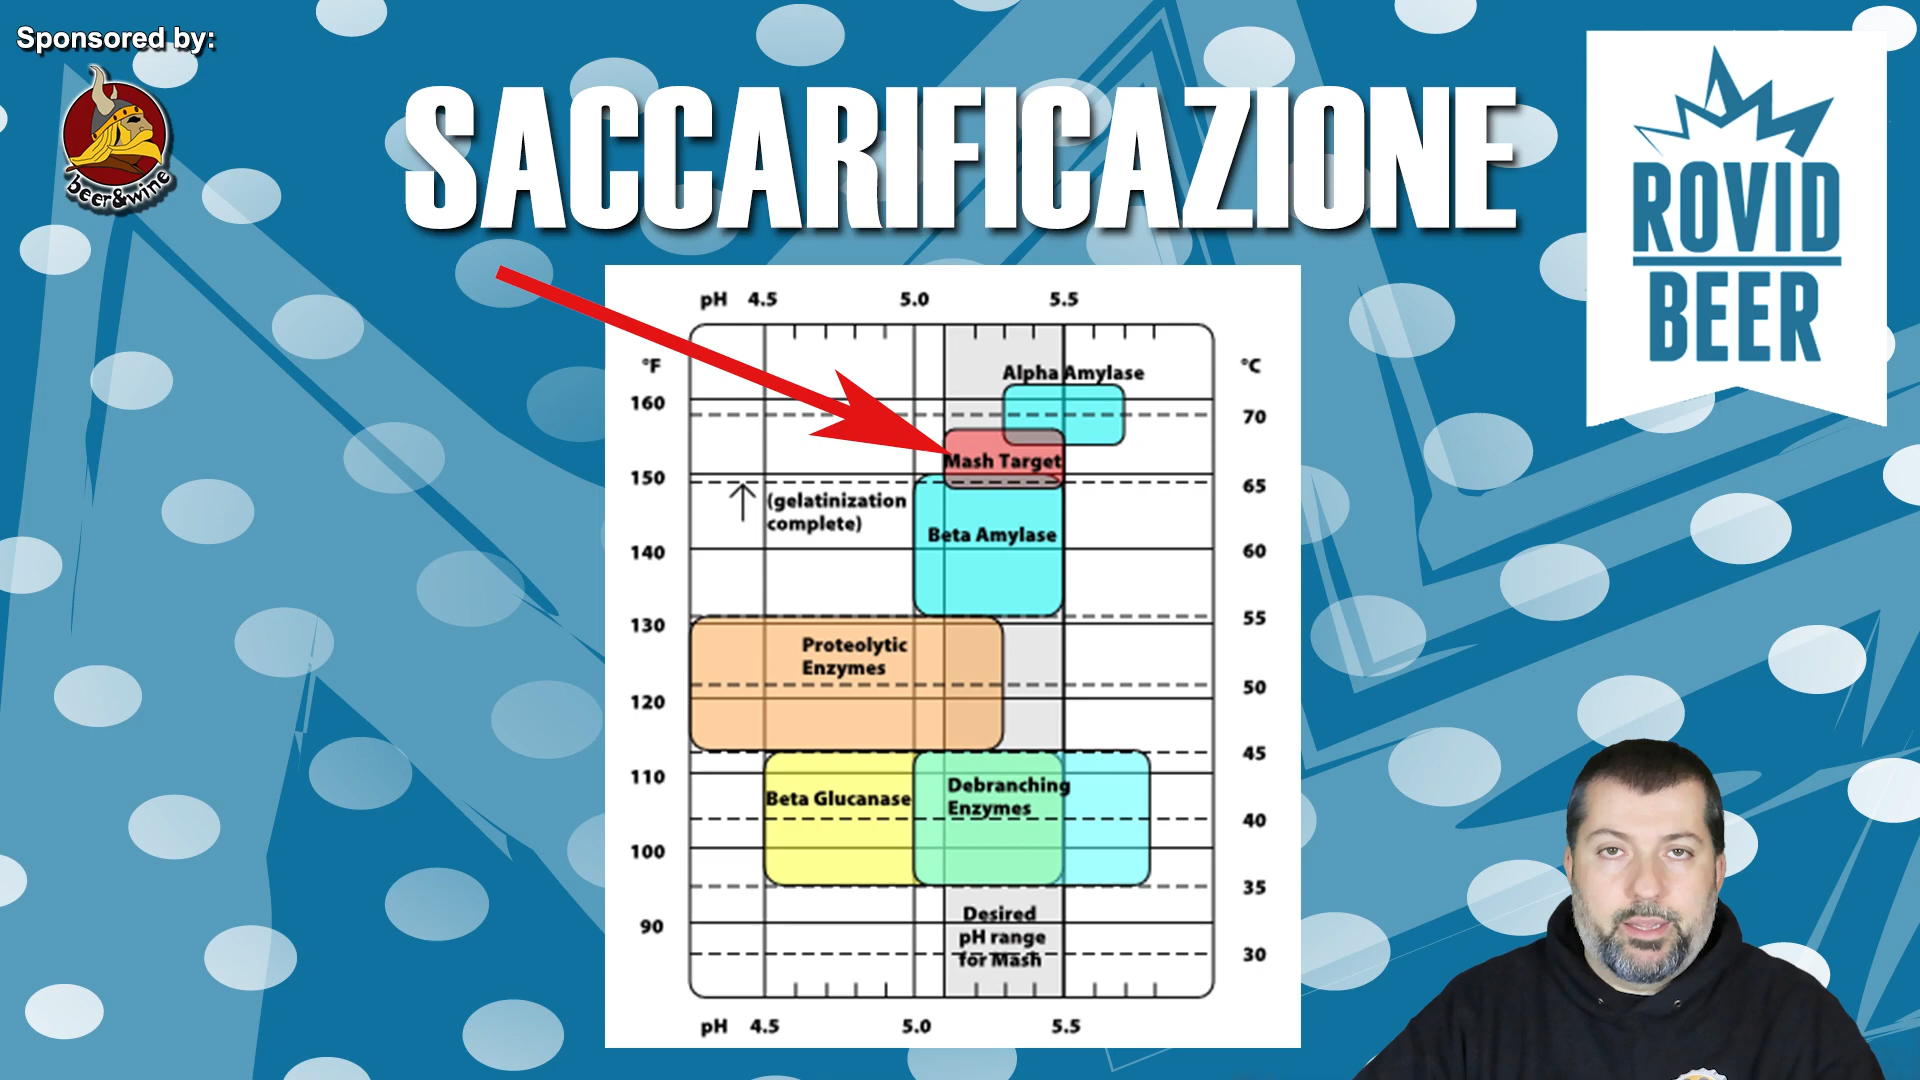 Sponsored by:
beer&wine
SACCARIFICAZIONE
ROVID
BEER
pH 4.5 5.0 5.5
°F °C
Alpha Amylase
160 70
Mash Target
150 65
(gelatinization
complete)
Beta Amylase
140 60
130 55
Proteolytic
Enzymes
120 50
45
110
Debranching
Beta Glucanase
Enzymes
40
100
35
Desired
90
pH range
for Mash
30
pH 4.5 5.0 5.5